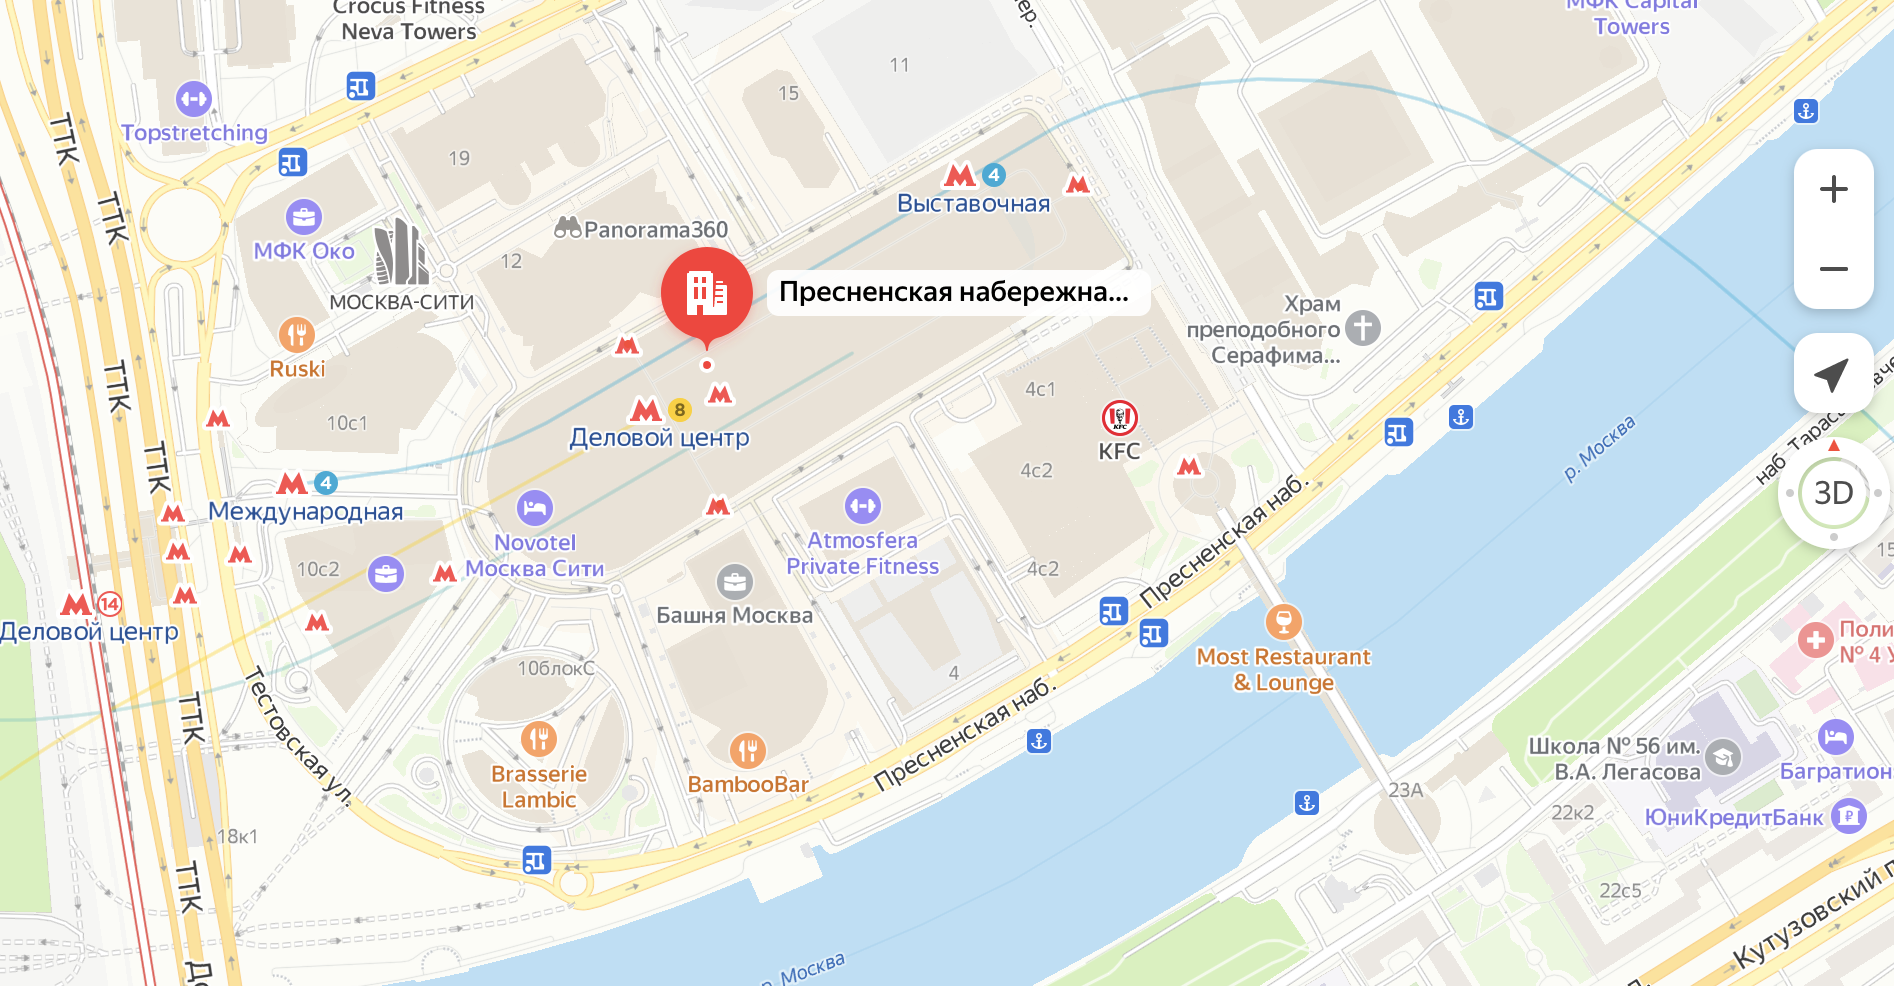 Crocus Fitness
Neva Towers
пер.
МФК Capital
Towers
11
15
ТТК
Topstretching
19
4
Выставочная
ТТК
МФК Око
Panorama360
12
МОСКВА-СИТИ
Пресненская набережна...
Храм
преподобного
Серафима...
Ruski
ТТК
10с1
8
Деловой центр
4с1
KFC
4с2
р. Москва
наб. Тараса
3D
ТТК
4
Международная
Novotel
Москва Сити
Atmosfera
Private Fitness
Пресненская наб.
10с2
4с2
15
14
Деловой центр
Башня Москва
Most Restaurant
& Lounge
Поли
№ 4 У
10блокС
4
ТТК
Тестовская ул.
Пресненская наб.
Brasserie
Lambic
BambooBar
Школа № 56 им.
В.А. Легасова
Багратион
23А
22к2
ЮниКредитБанк
18к1
ТТК
22с5
Кутузовский п
р. Москва